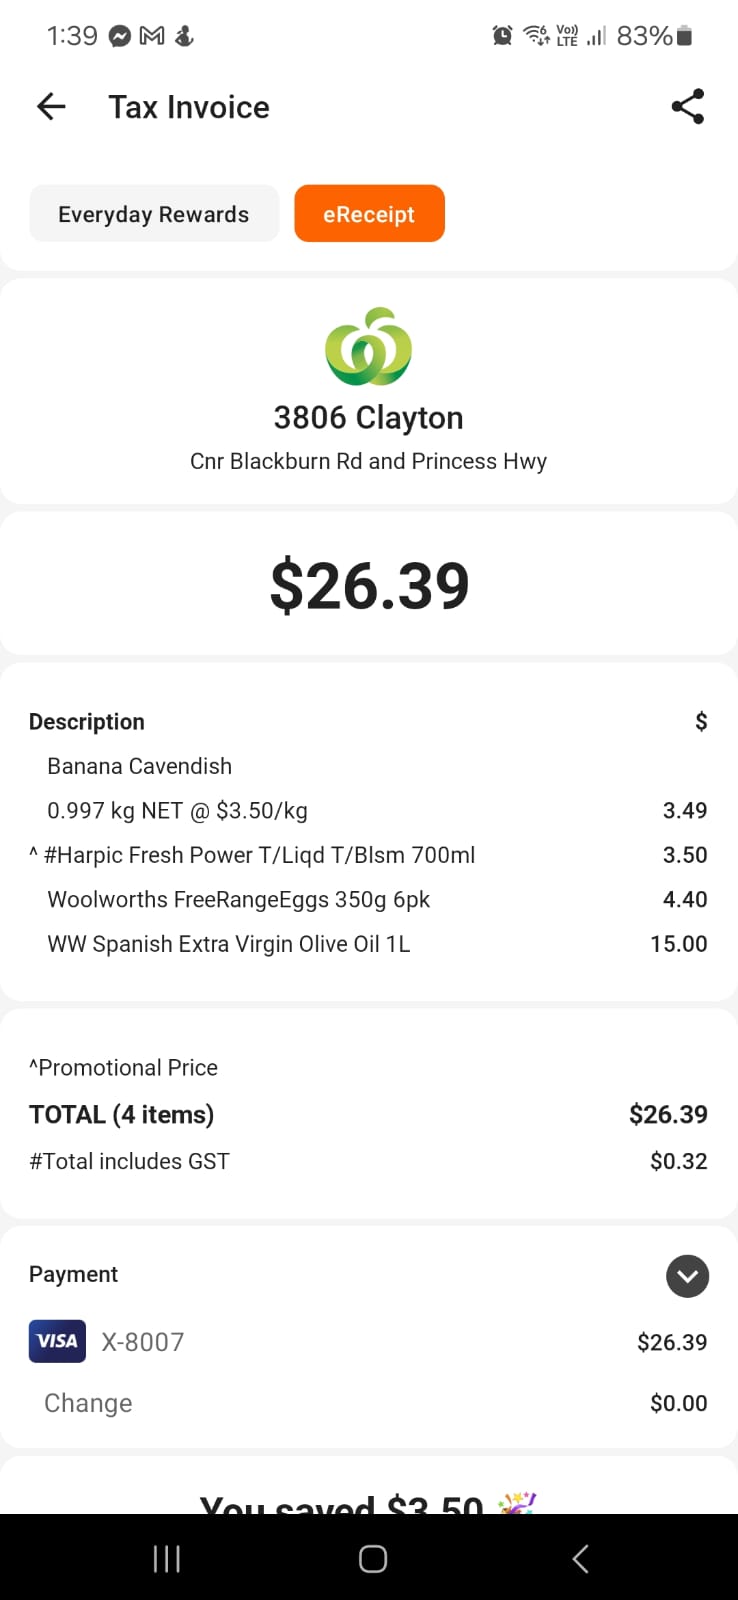 1:39
Vo)) LTE
83%
Tax Invoice
Everyday Rewards
eReceipt
3806 Clayton
Cnr Blackburn Rd and Princess Hwy
$26.39
Description $
Banana Cavendish
0.997 kg NET @ $3.50/kg 3.49
^ #Harpic Fresh Power T/Liqd T/Blsm 700ml 3.50
Woolworths FreeRangeEggs 350g 6pk 4.40
WW Spanish Extra Virgin Olive Oil 1L 15.00
^Promotional Price
TOTAL (4 items) $26.39
#Total includes GST $0.32
Payment
VISA X-8007 $26.39
Change $0.00
You saved $3.50